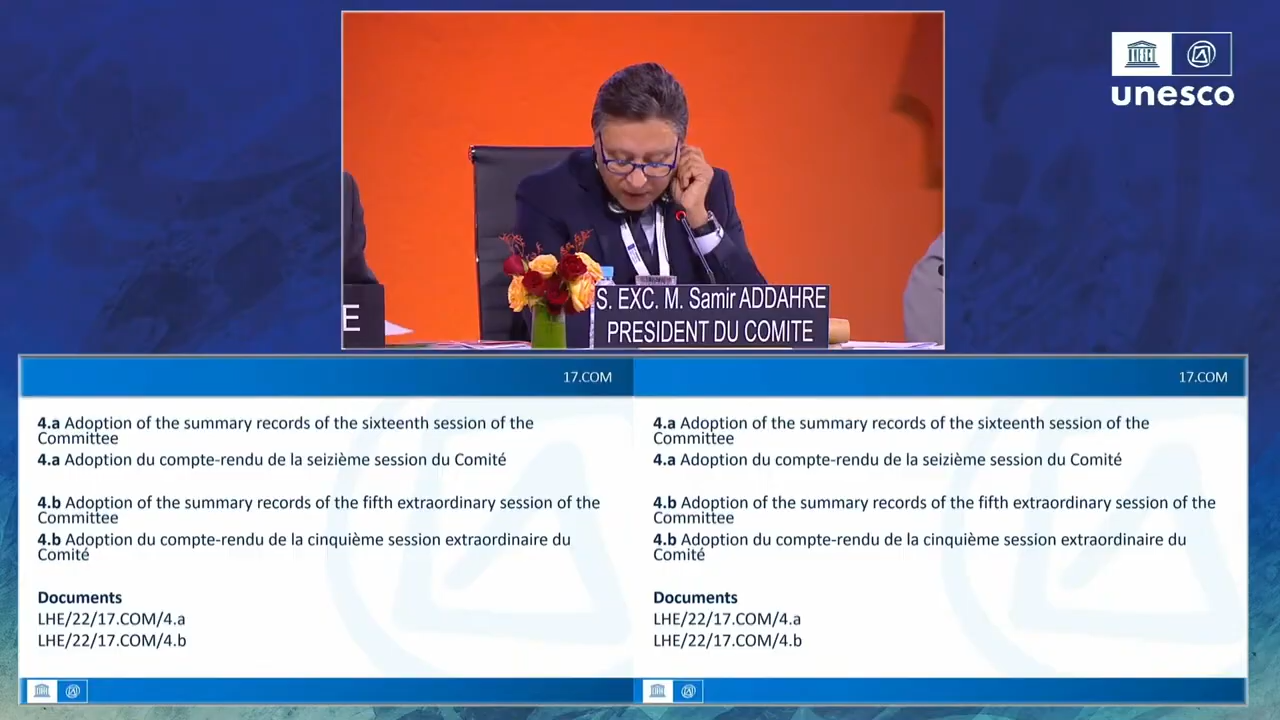 UNESCO
unesco
E
S. EXC. M. Samir ADDAHRE
PRESIDENT DU COMITE
17.COM
4.a Adoption of the summary records of the sixteenth session of the
Committee
4.a Adoption du compte-rendu de la seizième session du Comité
4.b Adoption of the summary records of the fifth extraordinary session of the
Committee
4.b Adoption du compte-rendu de la cinquième session extraordinaire du
Comité
Documents
LHE/22/17.COM/4.a
LHE/22/17.COM/4.b
17.COM
4.a Adoption of the summary records of the sixteenth session of the
Committee
4.a Adoption du compte-rendu de la seizième session du Comité
4.b Adoption of the summary records of the fifth extraordinary session of the
Committee
4.b Adoption du compte-rendu de la cinquième session extraordinaire du
Comité
Documents
LHE/22/17.COM/4.a
LHE/22/17.COM/4.b